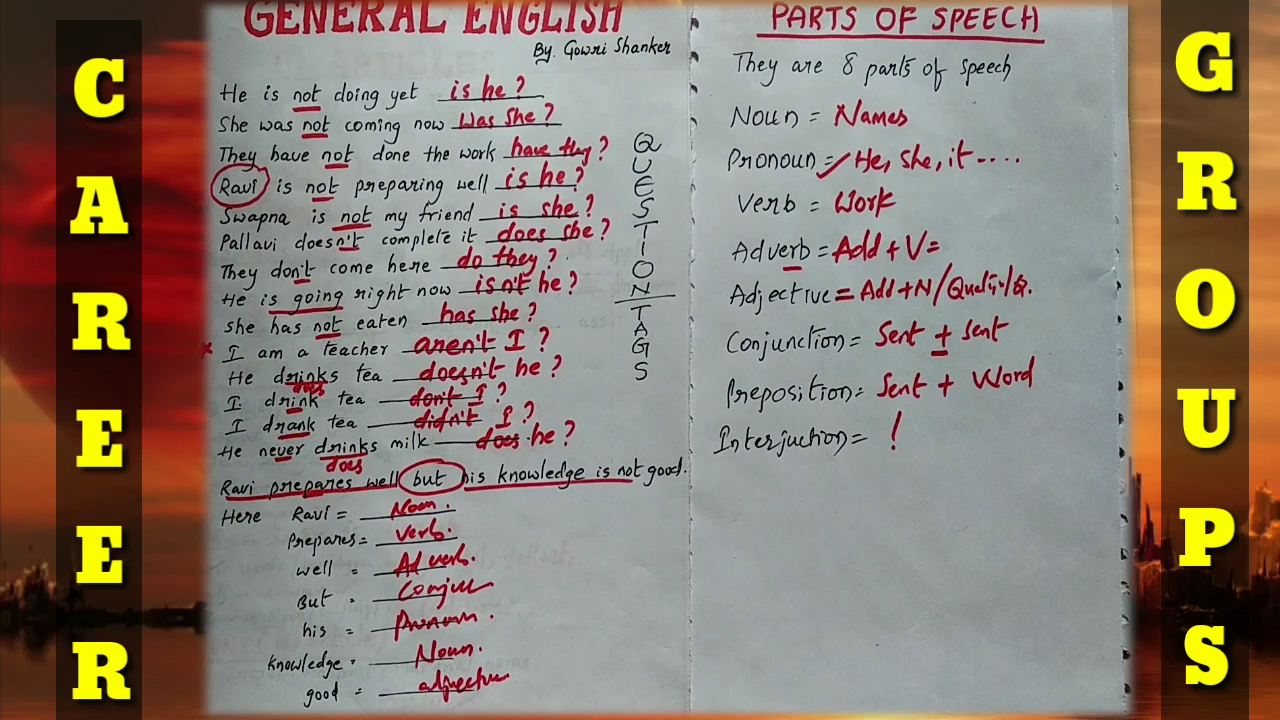 CAREER
GENERAL ENGLISH
By. Gowri Shanker
He is not doing yet is he?
She was not coming now was she?
They have not done the work have they?
Ravi is not preparing well is he?
Swapna is not my friend is she?
Pallavi doesn't complete it does she?
They don't come here do they?
He is going right now isn't he?
she has not eaten has she?
I am a teacher aren't I?
He drinks tea doesn't he?
does
I drink tea don't I?
I drank tea didn't I?
He never drinks milk does he?
does
Ravi prepares well but his knowledge is not good.
Here Ravi = Noun.
Prepares = verb.
well = Adverb.
But = Conjuc
his = Pronoun.
knowledge = Noun.
good = adjective
QUESTION TAGS
PARTS OF SPEECH
They are 8 parts of speech
Noun = Names
Pronoun = He, She, it ....
Verb = Work
Adverb = Add + V =
Adjective = Add + N/Quali/Q.
Conjunction = Sent + sent
Preposition = Sent + Word
Interjuction = !
GROUPS